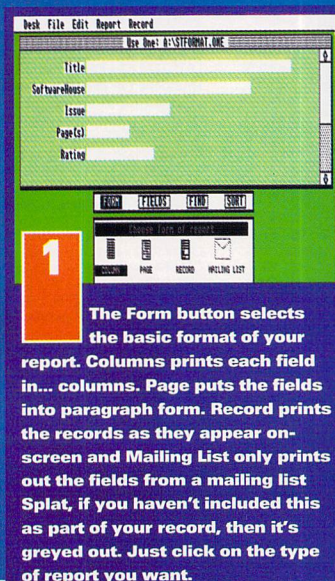 Desk File Edit Report Record
Use One: A:\STFORMAT.ONE
Title
SoftwareHouse
Issue
Page(s)
Rating
FORM FIELDS FIND SORT
Choose form of report
COLUMN PAGE RECORD MAILING LIST
1
The Form button selects
the basic format of your
report. Columns prints each field
in... columns. Page puts the fields
into paragraph form. Record prints
the records as they appear on-
screen and Mailing List only prints
out the fields from a mailing list
Splat, if you haven't included this
as part of your record, then it's
greyed out. Just click on the type
of report you want.